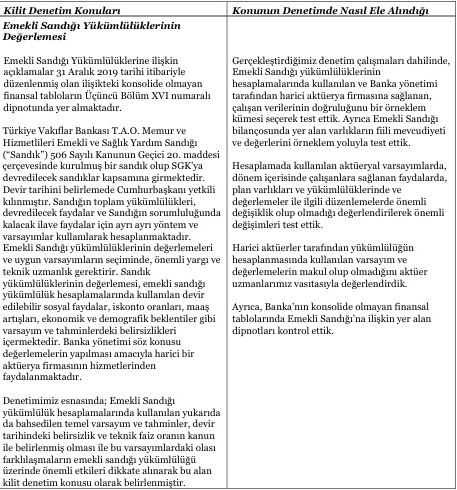 Kilit Denetim Konuları
Emekli Sandığı Yükümlülüklerinin
Değerlemesi
Emekli Sandığı Yükümlülüklerine ilişkin
açıklamalar 31 Aralık 2019 tarihi itibariyle
düzenlenmiş olan ilişikteki konsolide olmayan
finansal tabloların Üçüncü Bölüm XVI numaralı
dipnotunda yer almaktadır.
Türkiye Vakıflar Bankası T.A.O. Memur ve
Hizmetlileri Emekli ve Sağlık Yardım Sandığı
("Sandık") 506 Sayılı Kanunun Geçici 20. maddesi
çerçevesinde kurulmuş bir sandık olup SGK'ya
devredilecek sandıklar kapsamına girmektedir.
Devir tarihini belirlemede Cumhurbaşkanı yetkili
kılınmıştır. Sandığın toplam yükümlülükleri,
devredilecek faydalar ve Sandığın sorumluluğunda
kalacak ilave faydalar için ayrı ayrı yöntem ve
varsayımlar kullanılarak hesaplanmaktadır.
Emekli Sandığı yükümlülüklerinin değerlemeleri
ve uygun varsayımların seçiminde, önemli yargı ve
teknik uzmanlık gerektirir. Sandık
yükümlülüklerinin değerlemesi, emekli sandığı
yükümlülük hesaplamalarında kullanılan devir
edilebilir sosyal faydalar, iskonto oranları, maaş
artışları, ekonomik ve demografik beklentiler gibi
varsayım ve tahminlerdeki belirsizlikleri
içermektedir. Banka yönetimi söz konusu
değerlemelerin yapılması amacıyla harici bir
aktüerya firmasının hizmetlerinden
faydalanmaktadır.
Denetimimiz esnasında; Emekli Sandığı
yükümlülük hesaplamalarında kullanılan yukarıda
da bahsedilen temel varsayım ve tahminler, devir
tarihindeki belirsizlik ve teknik faiz oranın kanun
ile belirlenmiş olması ile bu varsayımlardaki olası
farklılaşmaların emekli sandığı yükümlülüğü
üzerinde önemli etkileri dikkate alınarak bu alan
kilit denetim konusu olarak belirlenmiştir.
Konunun Denetimde Nasıl Ele Alındığı
Gerçekleştirdiğimiz denetim çalışmaları dahilinde,
Emekli Sandığı yükümlülüklerinin
hesaplamalarında kullanılan ve Banka yönetimi
tarafından harici aktüerya firmasına sağlanan,
çalışan verilerinin doğruluğunu bir örneklem
kümesi seçerek test ettik. Ayrıca Emekli Sandığı
bilançosunda yer alan varlıkların fiili mevcudiyeti
ve değerlerini örneklem yoluyla test ettik.
Hesaplamada kullanılan aktüeryal varsayımlarda,
dönem içerisinde çalışanlara sağlanan faydalarda,
plan varlıkları ve yükümlülüklerinde ve
değerlemeler ile ilgili düzenlemelerde önemli
değişiklik olup olmadığı değerlendirilerek önemli
değişimleri test ettik.
Harici aktüerler tarafından yükümlülüğün
hesaplanmasında kullanılan varsayım ve
değerlemelerin makul olup olmadığını aktüer
uzmanlarımız vasıtasıyla değerlendirdik.
Ayrıca, Banka'nın konsolide olmayan finansal
tablolarında Emekli Sandığı'na ilişkin yer alan
dipnotları kontrol ettik.